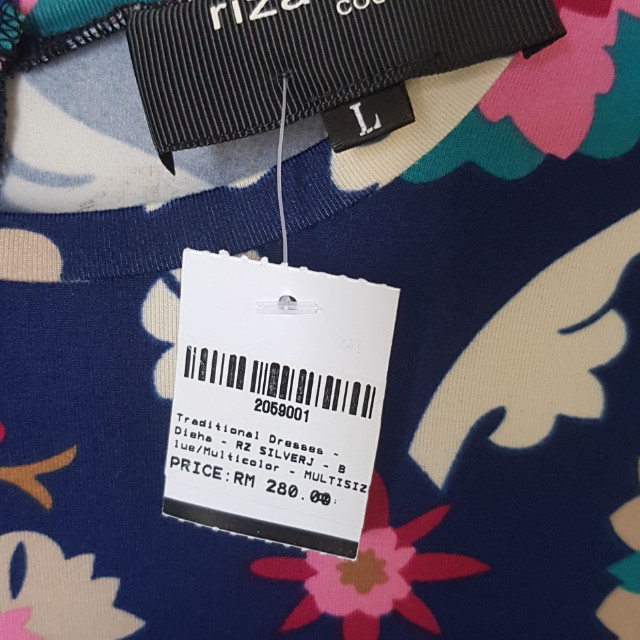 riza
L
2059001
Traditional Dresses -
Disha - RZ SILVERJ - B
lue/Multicolor - MULTISIZ
PRICE:RM 280.00